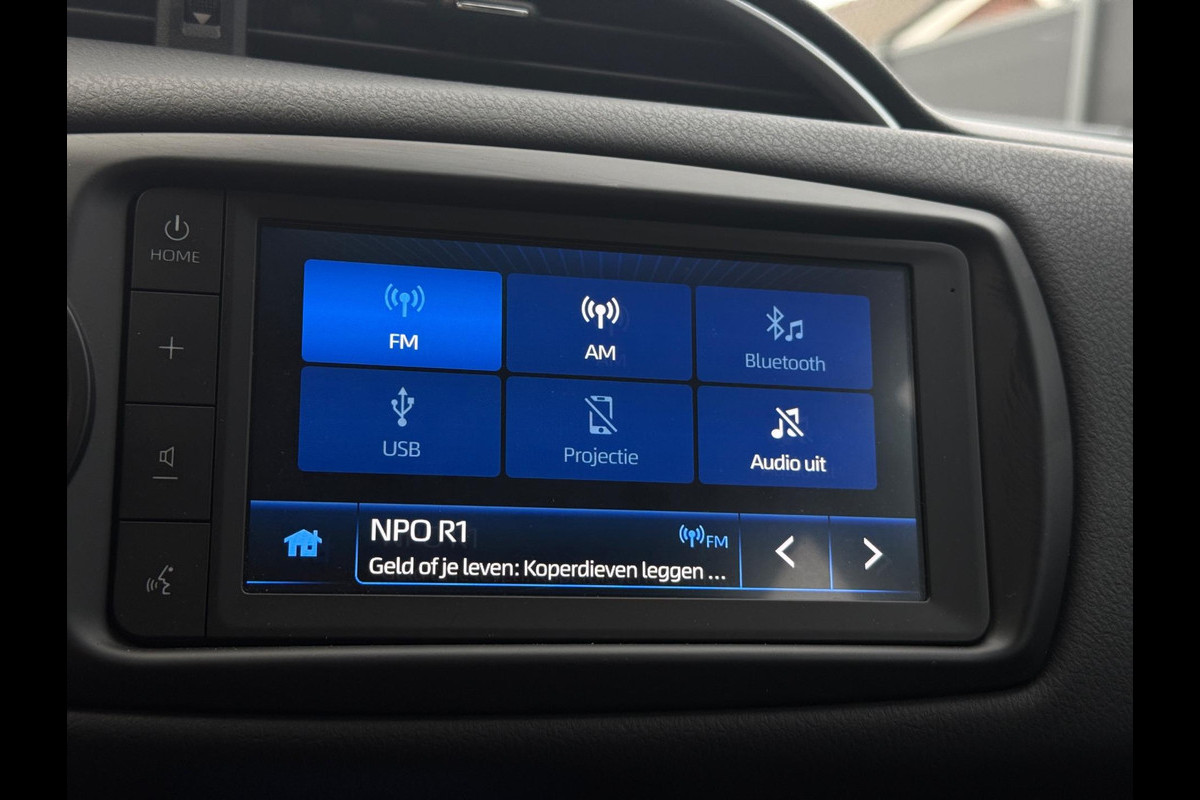 HOME
FM
AM
Bluetooth
USB
Projectie
Audio uit
NPO R1
FM
Geld of je leven: Koperdieven leggen ...